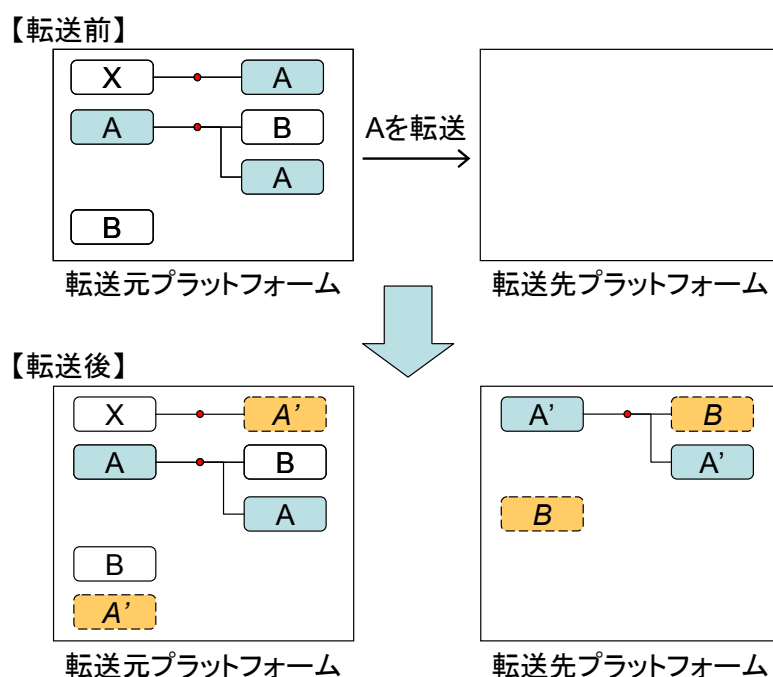 【転送前】
X A
A B
A
B
Aを転送
転送元プラットフォーム
転送先プラットフォーム
【転送後】
X A’
A B
A
B
A’
転送元プラットフォーム
A’ B
A’
B
転送先プラットフォーム